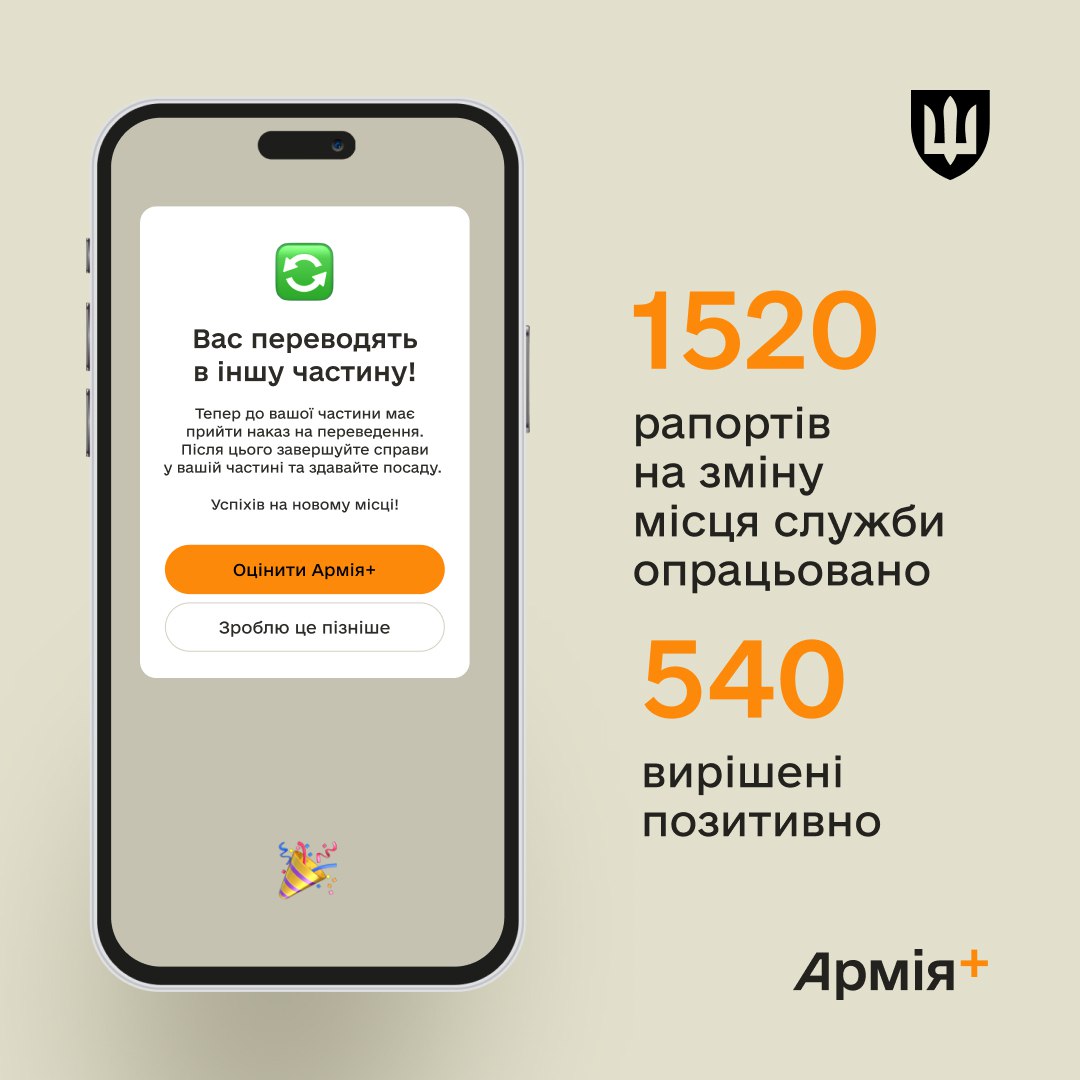 Вас переводять
в іншу частину!
Тепер до вашої частини має
прийти наказ на переведення.
Після цього завершуйте справи
у вашій частині та здавайте посаду.
Успіхів на новому місці!
Оцінити Армія+
Зроблю це пізніше
1520
рапортів
на зміну
місця служби
опрацьовано
540
вирішені
позитивно
Армія+